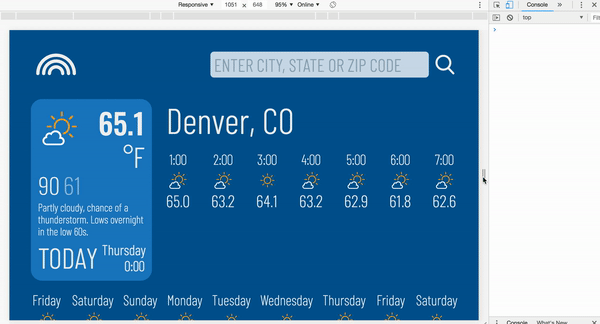 Responsive ▼ 1051 × 648 95% ▼ Online ▼
Console
top
ENTER CITY, STATE OR ZIP CODE
65.1
°F
90 61
Partly cloudy, chance of a
thunderstorm. Lows overnight
in the low 60s.
TODAY Thursday
0:00
Denver, CO
1:00 2:00 3:00 4:00 5:00 6:00 7:00
65.0 63.2 64.1 63.2 62.9 61.8 62.6
Friday Saturday Sunday Monday Tuesday Wednesday Thursday Friday Saturday
Console What's New